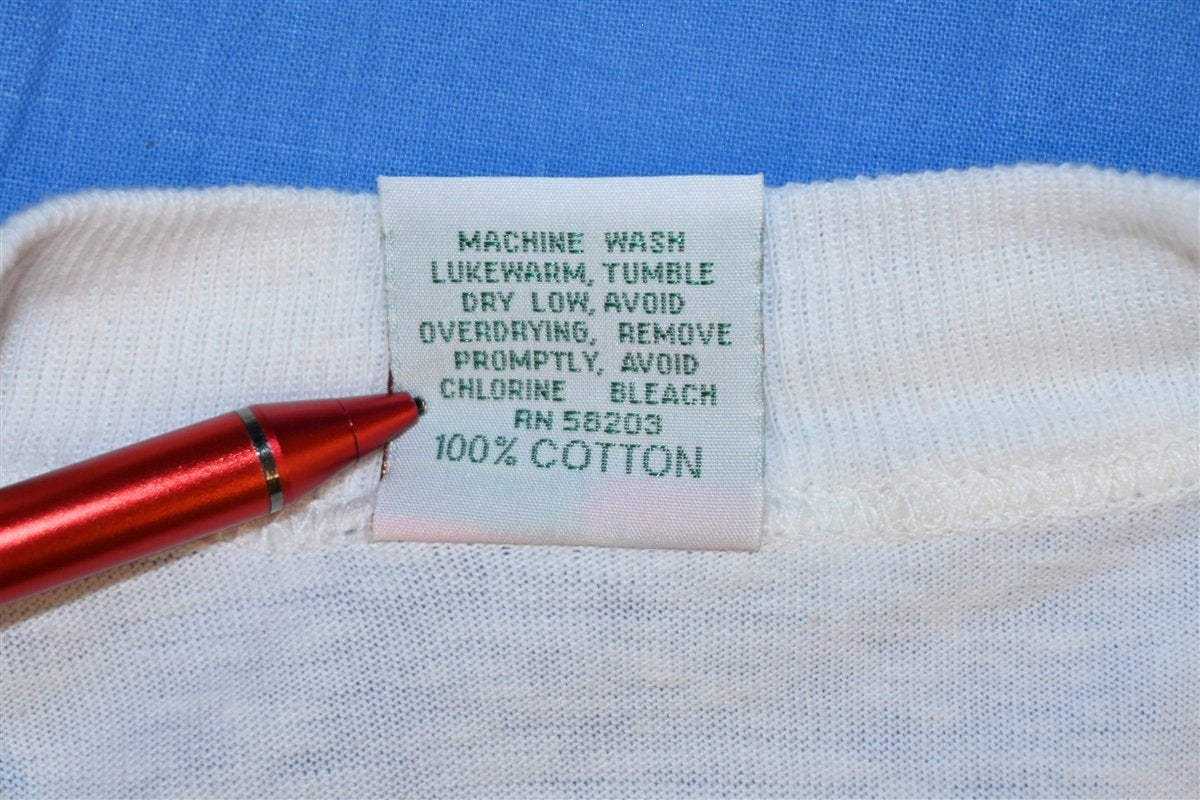 MACHINE WASH
LUKEWARM, TUMBLE
DRY LOW, AVOID
OVERDRYING, REMOVE
PROMPTLY, AVOID
CHLORINE BLEACH
RN 58203
100% COTTON